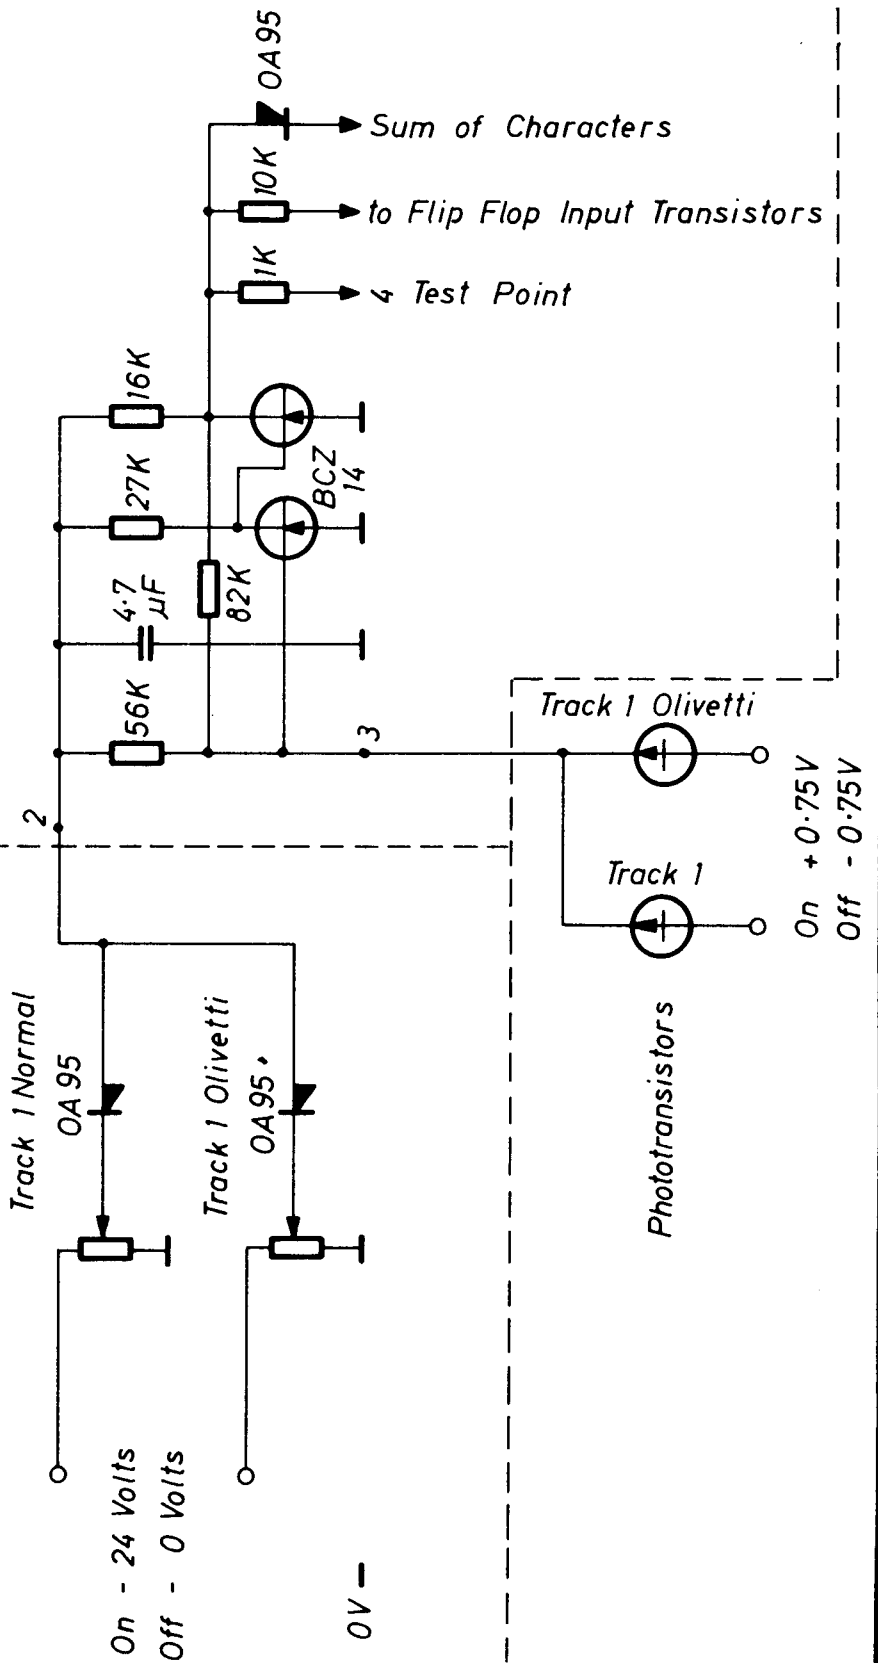 OA95
Sum of Characters
10K
to Flip Flop Input Transistors
1K
4 Test Point
16K
27K
BCZ
14
4.7
µF
82K
56K
3
2
Track 1 Olivetti
Track 1
On +0.75V
Off - 0.75V
Phototransistors
Track 1 Normal
OA95
Track 1 Olivetti
OA95
On - 24 Volts
Off - 0 Volts
0V